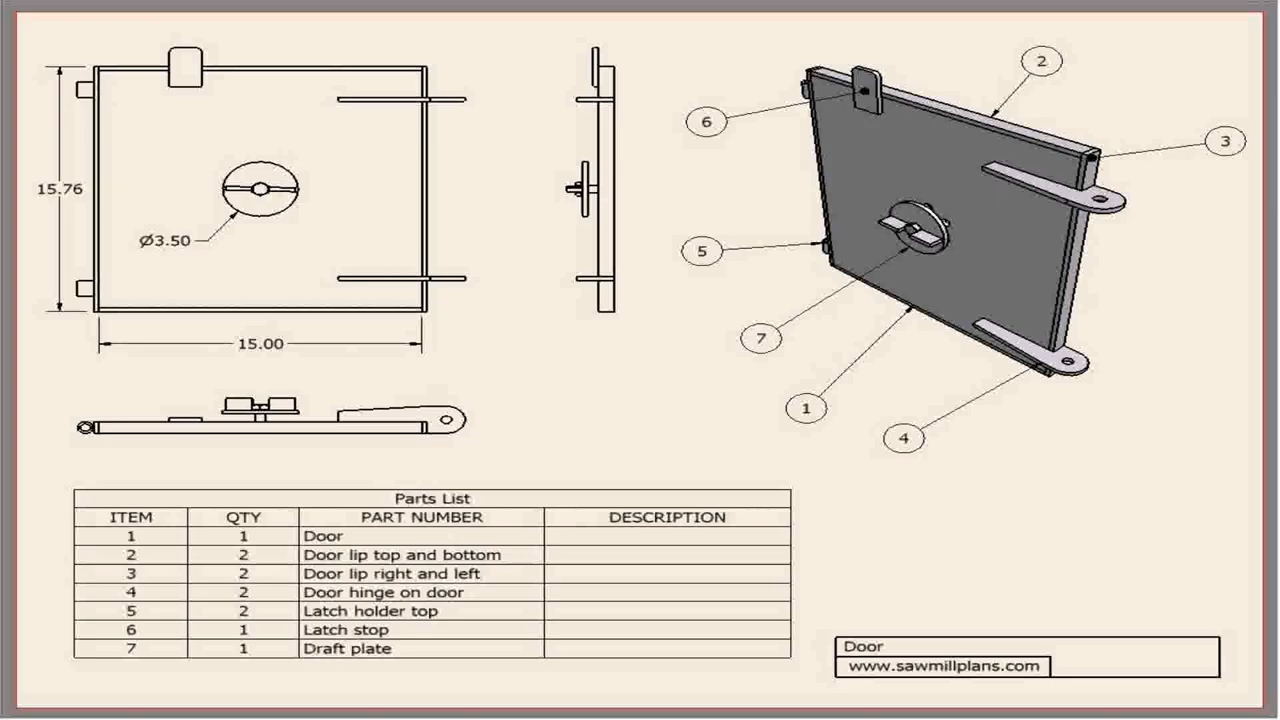 2
6
3
15.76
Ø3.50
5
7
15.00
1
4
Parts List
ITEM QTY PART NUMBER DESCRIPTION
1 1 Door
2 2 Door lip top and bottom
3 2 Door lip right and left
4 2 Door hinge on door
5 2 Latch holder top
6 1 Latch stop
7 1 Draft plate
Door
www.sawmillplans.com